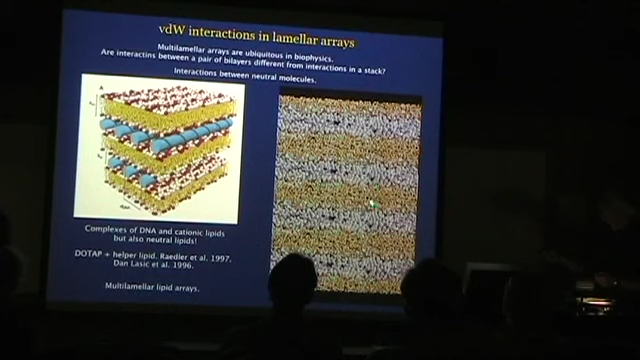 vdW interactions in lamellar arrays
Multilamellar arrays are ubiquitous in biophysics.
Are interactins between a pair of bilayers different from interactions in a stack?
Interactions between neutral molecules.
A
Complexes of DNA and cationic lipids
but also neutral lipids!
DOTAP + helper lipid. Raedler et al. 1997.
Dan Lasic et al. 1996.
Multilamellar lipid arrays.